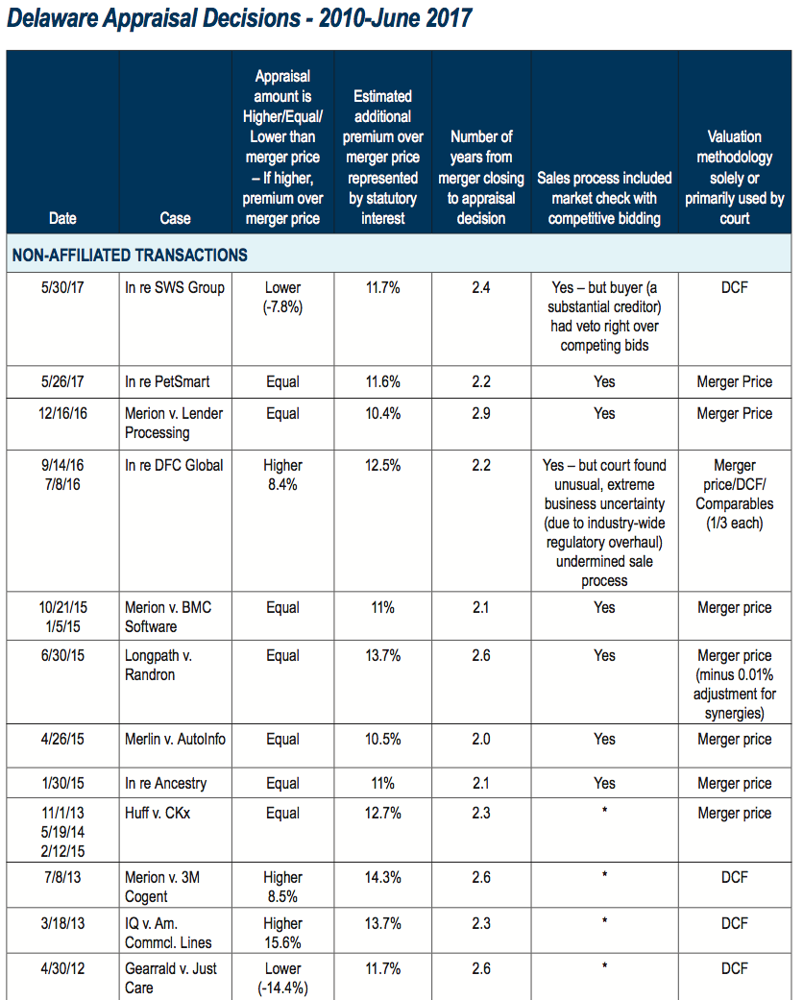 Delaware Appraisal Decisions - 2010-June 2017
Date
Case
Appraisal
amount is
Higher/Equal/
Lower than
merger price
– If higher,
premium over
merger price
Estimated
additional
premium over
merger price
represented
by statutory
interest
Number of
years from
merger closing
to appraisal
decision
Sales process included
market check with
competitive bidding
Valuation
methodology
solely or
primarily used by
court
NON-AFFILIATED TRANSACTIONS
5/30/17
In re SWS Group
Lower
(-7.8%)
11.7%
2.4
Yes – but buyer (a
substantial creditor)
had veto right over
competing bids
DCF
5/26/17
In re PetSmart
Equal
11.6%
2.2
Yes
Merger Price
12/16/16
Merion v. Lender
Processing
Equal
10.4%
2.9
Yes
Merger Price
9/14/16
7/8/16
In re DFC Global
Higher
8.4%
12.5%
2.2
Yes – but court found
unusual, extreme
business uncertainty
(due to industry-wide
regulatory overhaul)
undermined sale
process
Merger
price/DCF/
Comparables
(1/3 each)
10/21/15
1/5/15
Merion v. BMC
Software
Equal
11%
2.1
Yes
Merger price
6/30/15
Longpath v.
Randron
Equal
13.7%
2.6
Yes
Merger price
(minus 0.01%
adjustment for
synergies)
4/26/15
Merlin v. AutoInfo
Equal
10.5%
2.0
Yes
Merger price
1/30/15
In re Ancestry
Equal
11%
2.1
Yes
Merger price
11/1/13
5/19/14
2/12/15
Huff v. CKx
Equal
12.7%
2.3
*
Merger price
7/8/13
Merion v. 3M
Cogent
Higher
8.5%
14.3%
2.6
*
DCF
3/18/13
IQ v. Am.
Commcl. Lines
Higher
15.6%
13.7%
2.3
*
DCF
4/30/12
Gearrald v. Just
Care
Lower
(-14.4%)
11.7%
2.6
*
DCF